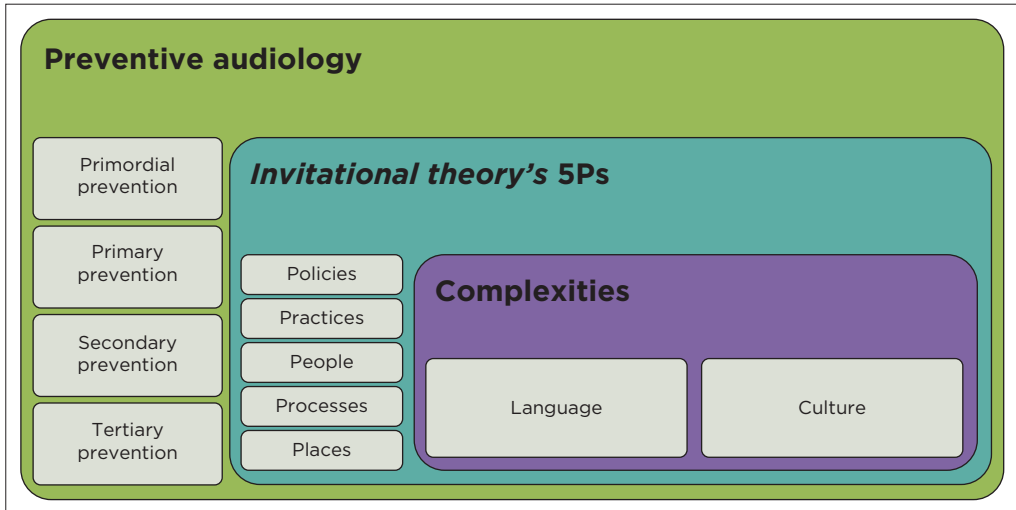 Preventive audiology
Primordial
prevention
Primary
prevention
Secondary
prevention
Tertiary
prevention
Invitational theory's 5Ps
Policies
Practices
People
Processes
Places
Complexities
Language
Culture